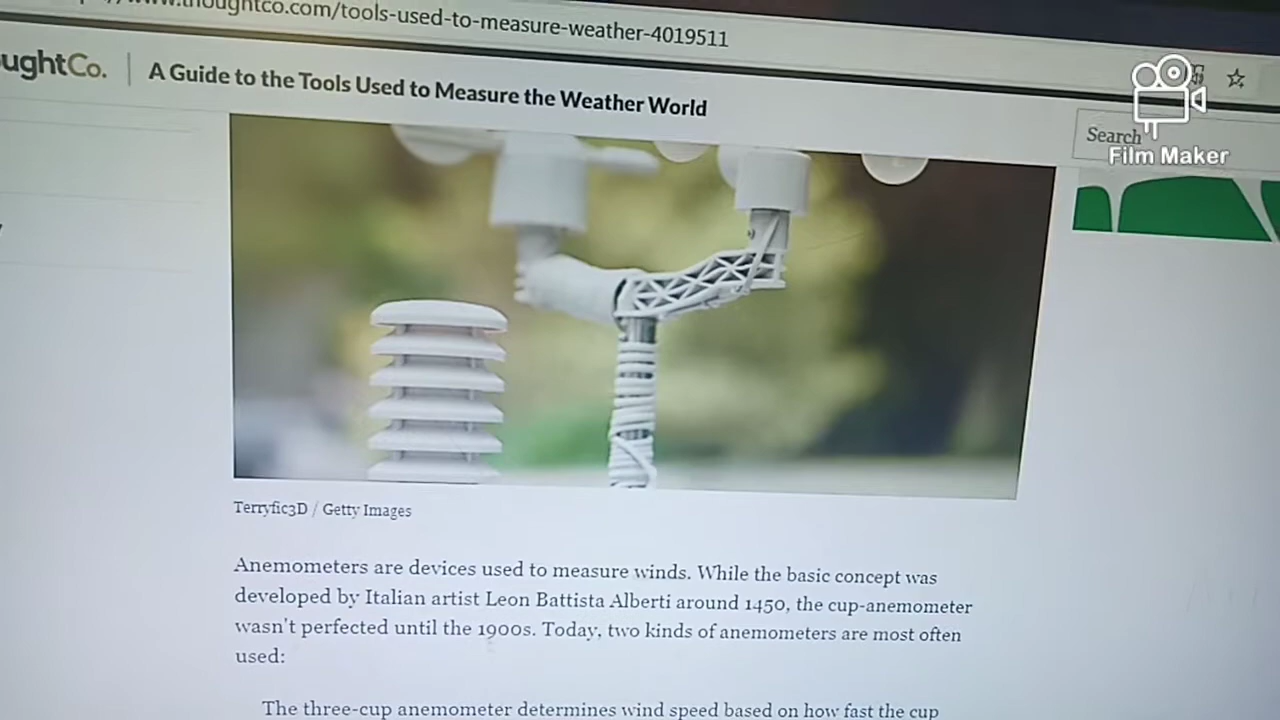 www.thoughtco.com/tools-used-to-measure-weather-4019511
ughtCo. | A Guide to the Tools Used to Measure the Weather World
Search
Film Maker
Terryfic3D / Getty Images
Anemometers are devices used to measure winds. While the basic concept was
developed by Italian artist Leon Battista Alberti around 1450, the cup-anemometer
wasn't perfected until the 1900s. Today, two kinds of anemometers are most often
used:
The three-cup anemometer determines wind speed based on how fast the cup